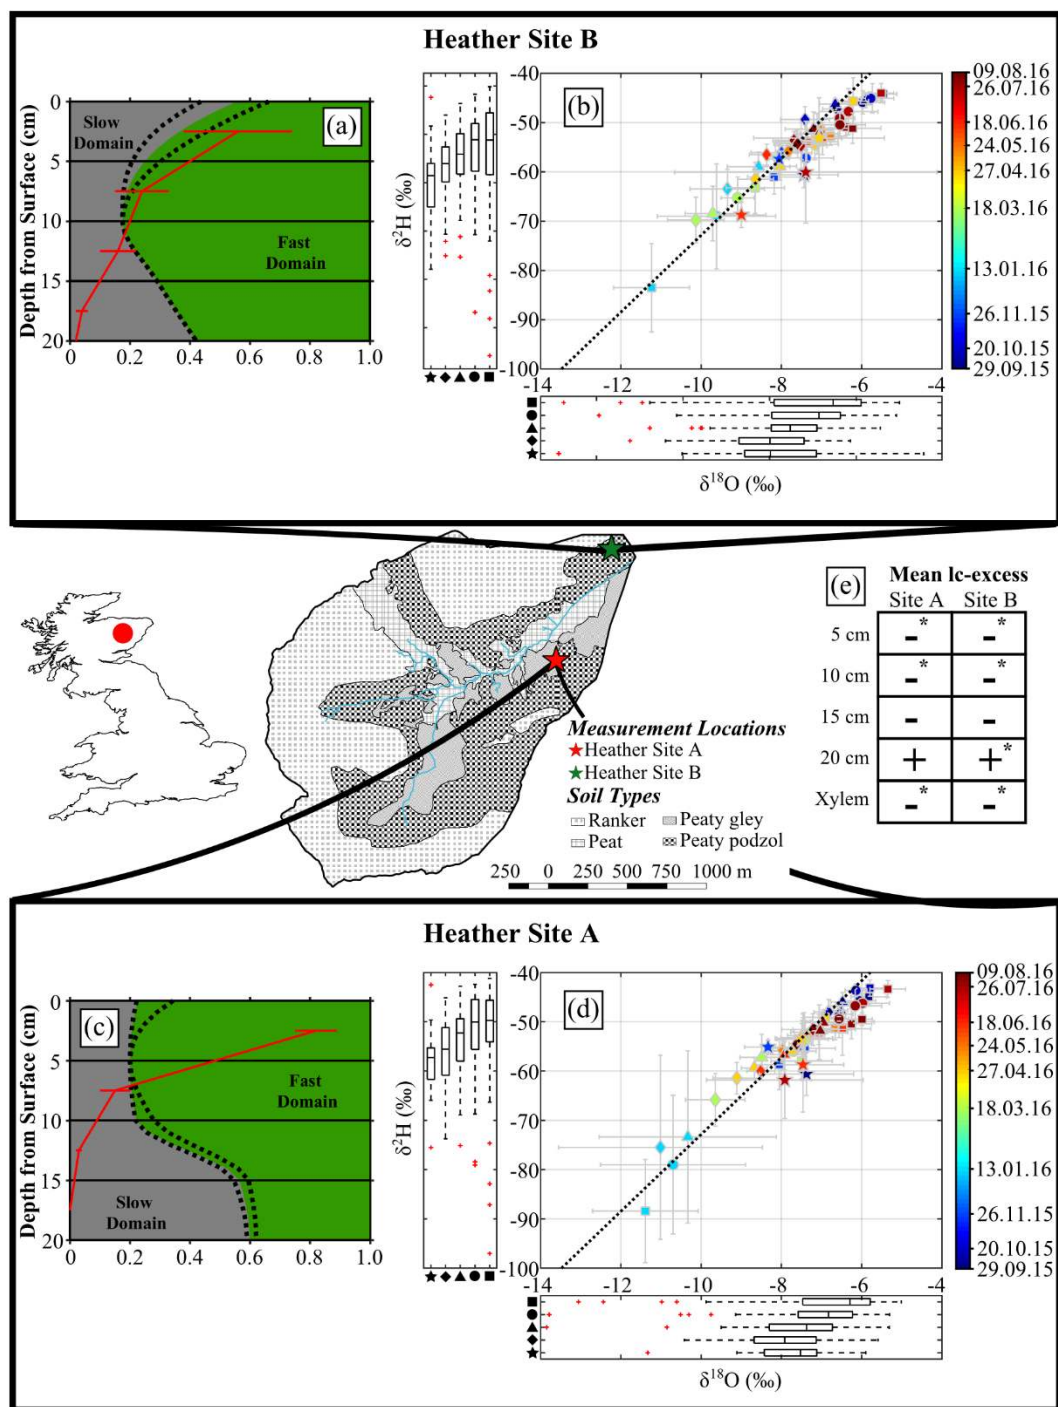 Heather Site B
Depth from Surface (cm)
0
5
10
15
20
Slow
Domain
(a)
Fast
Domain
0
0.2
0.4
0.6
0.8
1.0
δ²H (‰)
-40
-50
-60
-70
-80
-90
-100
(b)
-14
-12
-10
-8
-6
-4
δ¹⁸O (‰)
09.08.16
26.07.16
18.06.16
24.05.16
27.04.16
18.03.16
13.01.16
26.11.15
20.10.15
29.09.15
Measurement Locations
Heather Site A
Heather Site B
Soil Types
Ranker
Peaty gley
Peat
Peaty podzol
250 0 250 500 750 1000 m
(e)
Mean lc-excess
Site A Site B
5 cm -* -*
10 cm -* -*
15 cm - -
20 cm + +*
Xylem -* -*
Heather Site A
Depth from Surface (cm)
0
5
10
15
20
(c)
Fast
Domain
Slow
Domain
0
0.2
0.4
0.6
0.8
1.0
δ²H (‰)
-40
-50
-60
-70
-80
-90
-100
(d)
-14
-12
-10
-8
-6
-4
δ¹⁸O (‰)
09.08.16
26.07.16
18.06.16
24.05.16
27.04.16
18.03.16
13.01.16
26.11.15
20.10.15
29.09.15